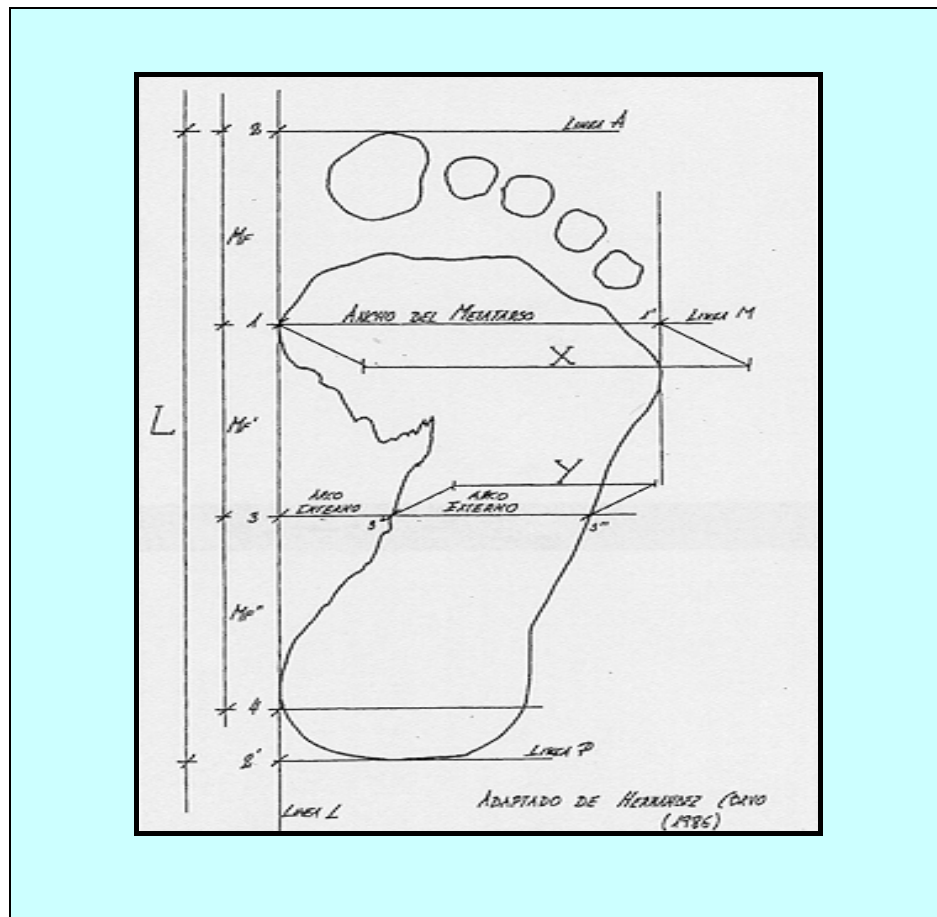 2 LINEA A
MF
1 ANCHO DEL METATARSO 1' LINEA M
X
L MF'
Y
ARCO ARCO
EXTERNO EXTERNO
3 3' 3"
MF"
4
2' LINEA P
LINEA L
ADAPTADO DE HERNANDEZ CORVO
(1986)